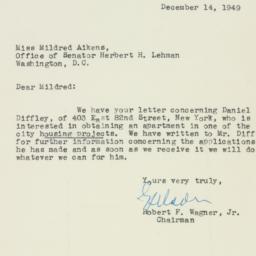 December 14, 1949
Miss Mildred Aikens,
Office of Senator Herbert H. Lehman
Washington, D.C.
Dear Mildred:
We have your letter concerning Daniel
Diffley, of 403 East 82nd Street, New York, who is
interested in obtaining an apartment in one of the
city housing projects. We have written to Mr. Diff
for further information concerning the applications
he has made and as soon as we receive it we will do
whatever we can for him.
Yours very truly,
Robert F. Wagner, Jr.
Chairman